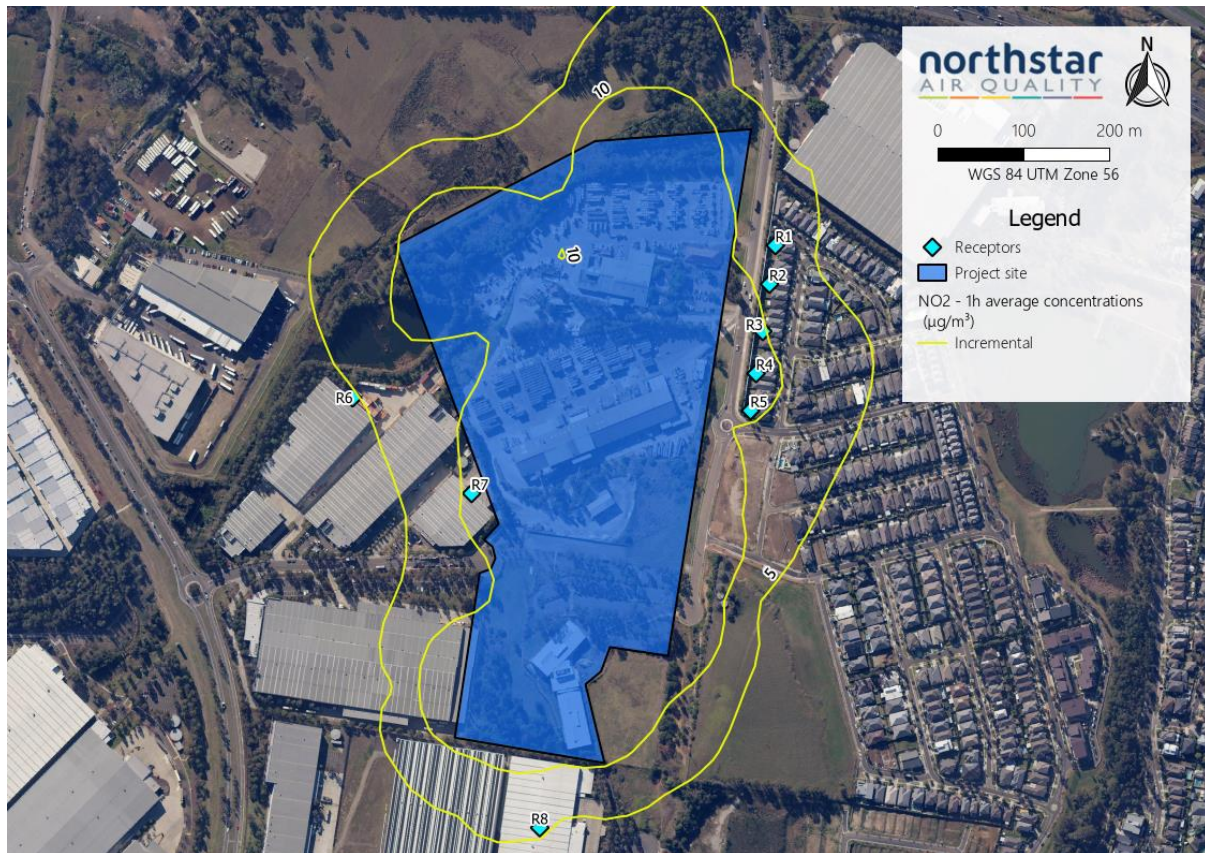 northstar
AIR QUALITY
N
0 100 200 m
WGS 84 UTM Zone 56
Legend
Receptors
Project site
NO2 - 1h average concentrations
(µg/m³)
Incremental
10
10
R1
R2
R3
R4
R5
R6
R7
5
R8